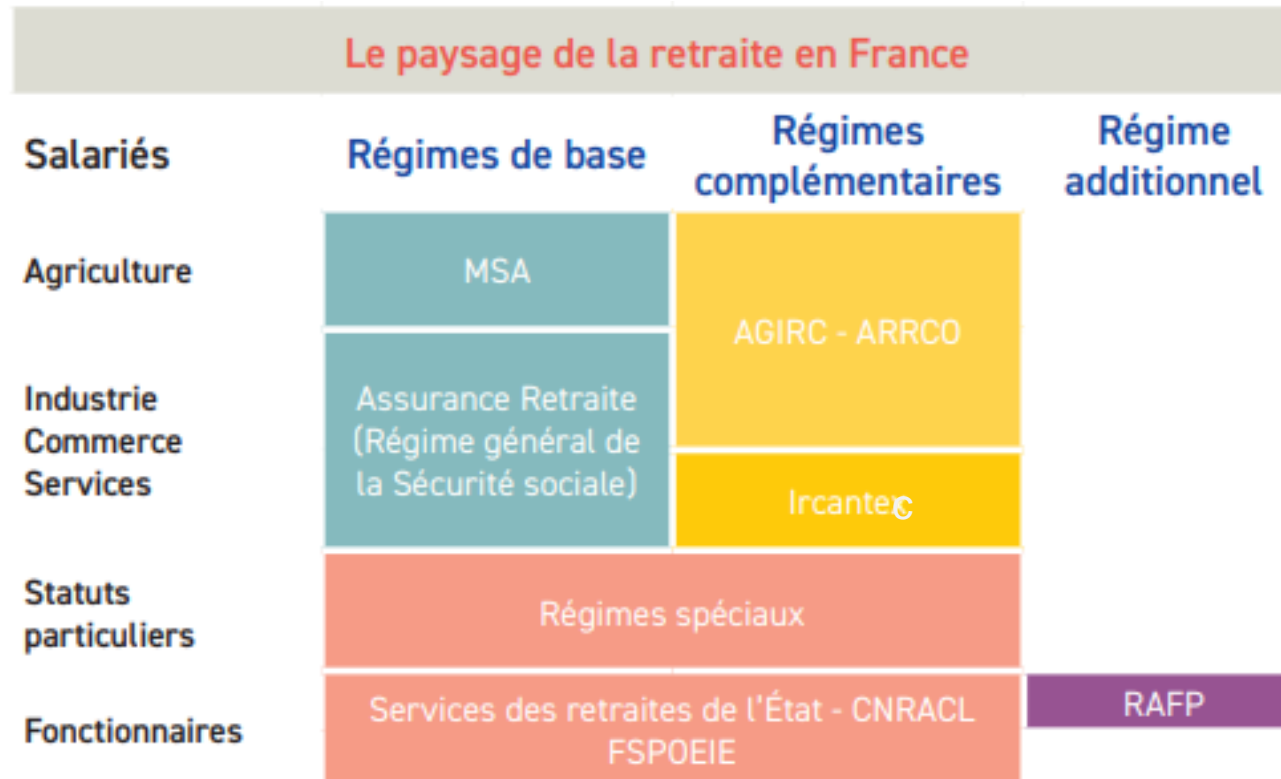 Le paysage de la retraite en France
Salariés
Régimes de base
Régimes
complémentaires
Régime
additionnel
Agriculture
MSA
AGIRC - ARRCO
Industrie
Commerce
Services
Assurance Retraite
(Régime général de
la Sécurité sociale)
Ircantec
Statuts
particuliers
Régimes spéciaux
Fonctionnaires
Services des retraites de l'État - CNRACL
FSPOEIE
RAFP